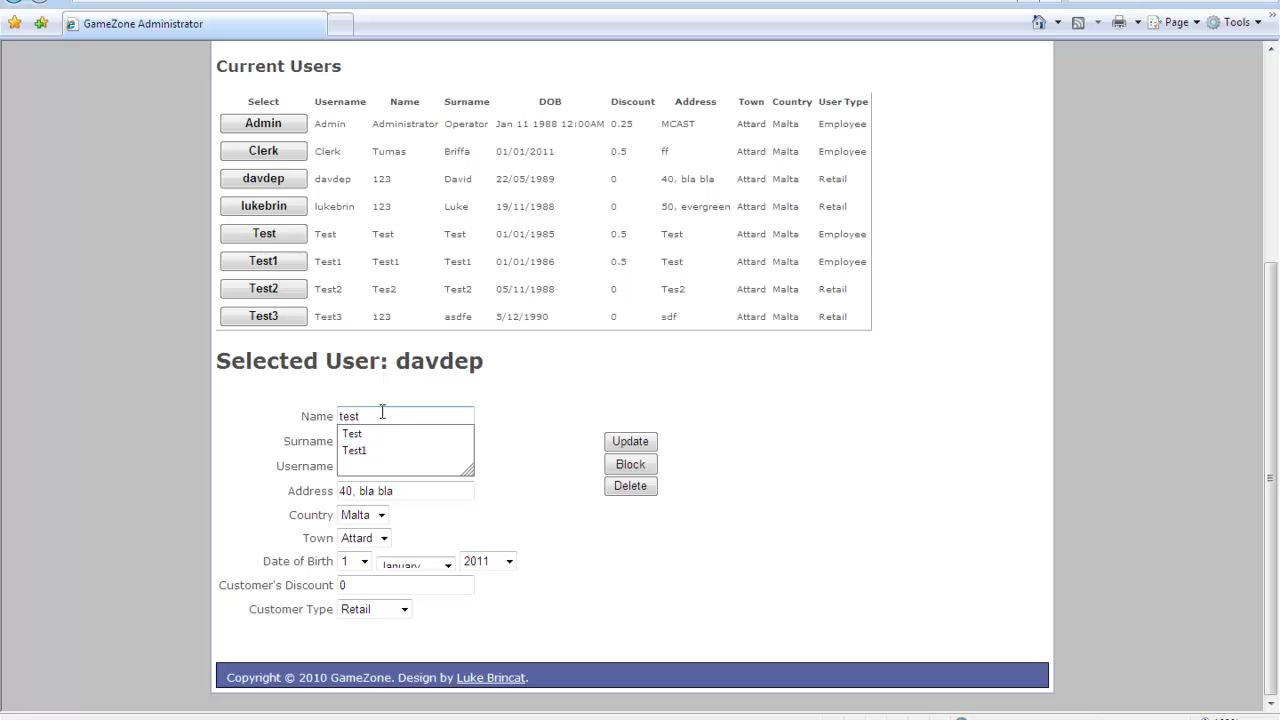 GameZone Administrator
Page
Tools
Current Users
Select Username Name Surname DOB Discount Address Town Country User Type
Admin Admin Administrator Operator Jan 11 1988 12:00AM 0.25 MCAST Attard Malta Employee
Clerk Clerk Tumas Briffa 01/01/2011 0.5 ff Attard Malta Employee
davdep davdep 123 David 22/05/1989 0 40, bla bla Attard Malta Retail
lukebrin lukebrin 123 Luke 19/11/1988 0 50, evergreen Attard Malta Retail
Test Test Test Test 01/01/1985 0.5 Test Attard Malta Employee
Test1 Test1 Test1 Test1 01/01/1986 0.5 Test Attard Malta Employee
Test2 Test2 Tes2 Test2 05/11/1988 0 Tes2 Attard Malta Retail
Test3 Test3 123 asdfe 5/12/1990 0 sdf Attard Malta Retail
Selected User: davdep
Name test
Test
Surname
Update
Test1
Username
Block
Address 40, bla bla
Delete
Country Malta
Town Attard
Date of Birth 1 January 2011
Customer's Discount 0
Customer Type Retail
Copyright © 2010 GameZone. Design by Luke Brincat.